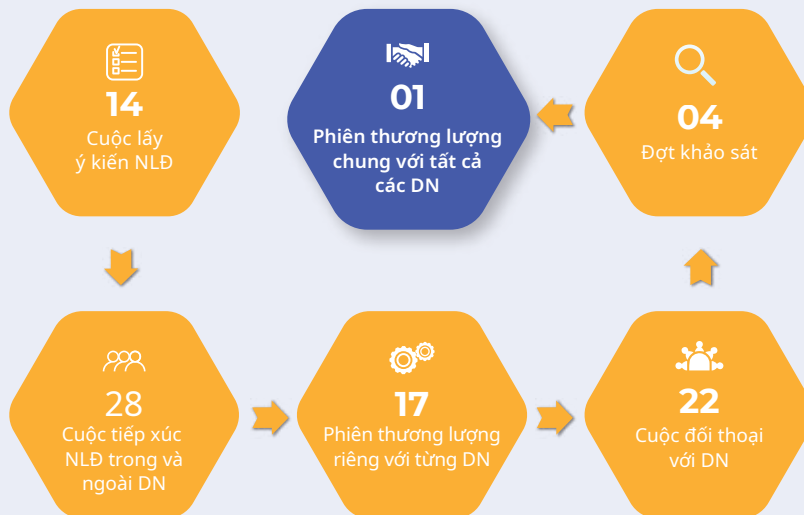 14
Cuộc lấy
ý kiến NLĐ
01
Phiên thương lượng
chung với tất cả
các DN
04
Đợt khảo sát
28
Cuộc tiếp xúc
NLĐ trong và
ngoài DN
17
Phiên thương lượng
riêng với từng DN
22
Cuộc đối thoại
với DN